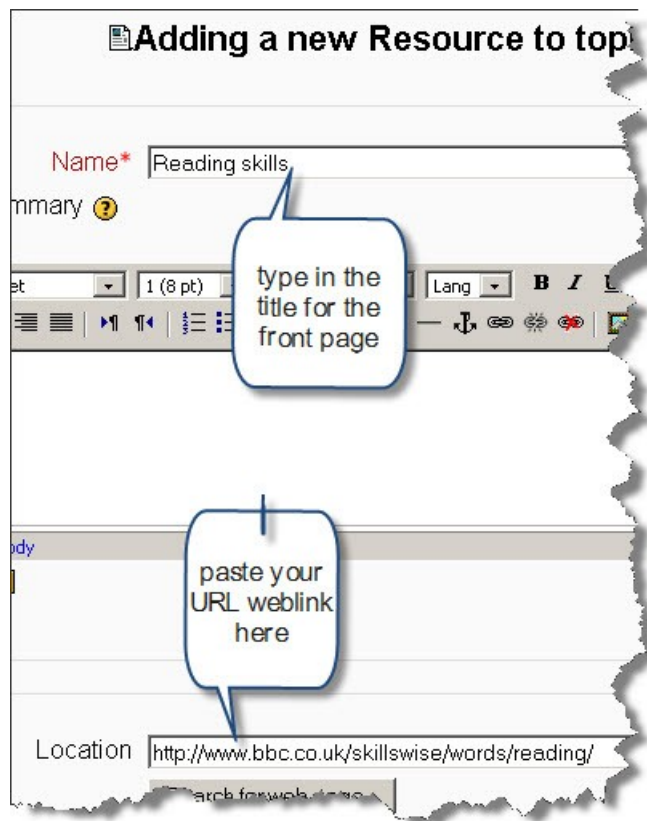 Adding a new Resource to top
Name*
Reading skills
mmary ?
type in the
title for the
front page
et
1 (8 pt)
Lang
B I U
paste your
URL weblink
here
Location
http://www.bbc.co.uk/skillswise/words/reading/